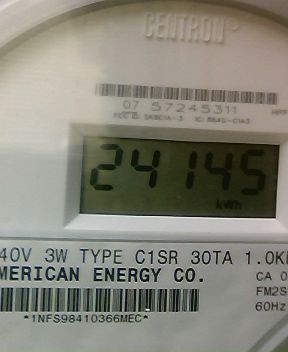 CENTRON®
07 57245311
24145
kWh
40V 3W TYPE C1SR 30TA 1.0K
MERICAN ENERGY CO.
CA 0
FM2S
60Hz
*1NFS98410366MEC*